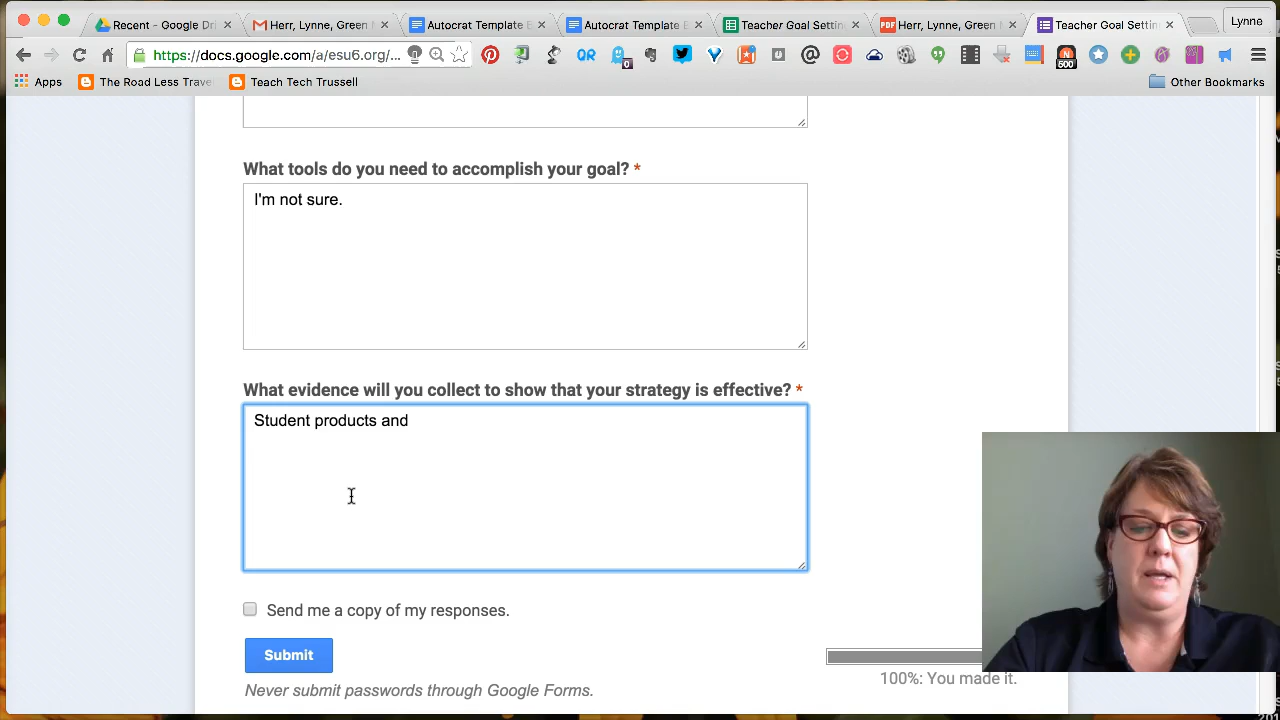 Recent - Google Dri
Herr, Lynne, Green
Autocrat Template
Autocrat Template
Teacher Goal Settin
Herr, Lynne, Green
Teacher Goal Settin
Lynne
https://docs.google.com/a/esu6.org/...
QR
0
500
Apps
The Road Less Trave
Teach Tech Trussell
Other Bookmarks
What tools do you need to accomplish your goal? *
I'm not sure.
What evidence will you collect to show that your strategy is effective? *
Student products and
Send me a copy of my responses.
Submit
100%: You made it.
Never submit passwords through Google Forms.